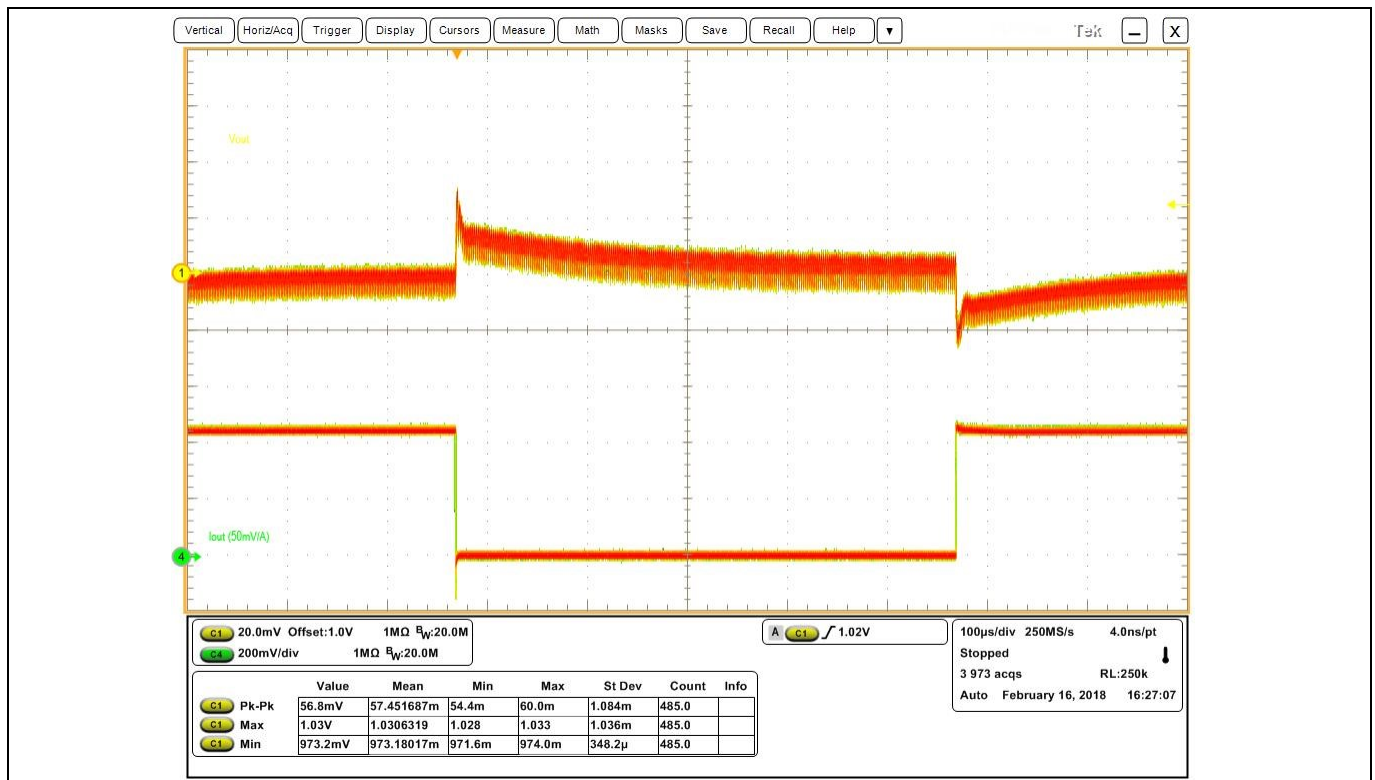 Vertical Horiz/Acq Trigger Display Cursors Measure Math Masks Save Recall Help Tek X
Vout
1
Iout (50mV/A)
4
C1 20.0mV Offset:1.0V 1MΩ BW:20.0M
C4 200mV/div 1MΩ BW:20.0M
A C1 1.02V
100µs/div 250MS/s 4.0ns/pt
Stopped
3 973 acqs RL:250k
Auto February 16, 2018 16:27:07
Value Mean Min Max St Dev Count Info
C1 Pk-Pk 56.8mV 57.451687m 54.4m 60.0m 1.084m 485.0
C1 Max 1.03V 1.0306319 1.028 1.033 1.036m 485.0
C1 Min 973.2mV 973.18017m 971.6m 974.0m 348.2µ 485.0